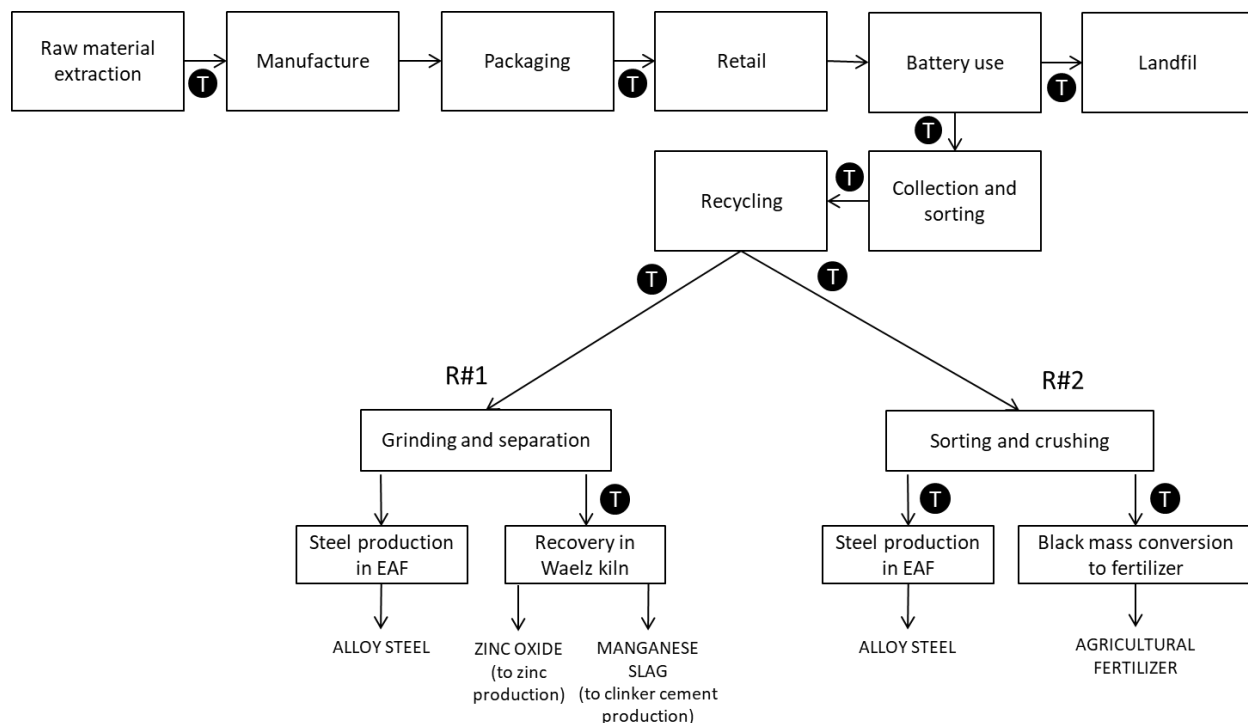 Raw material
extraction
T
Manufacture
Packaging
T
Retail
Battery use
T
Landfil
T
Recycling
T
Collection and
sorting
T
T
R#1
R#2
Grinding and separation
Sorting and crushing
T
T
T
Steel production
in EAF
Recovery in
Waelz kiln
Steel production
in EAF
Black mass conversion
to fertilizer
ALLOY STEEL
ZINC OXIDE
(to zinc
production)
MANGANESE
SLAG
(to clinker cement
production)
ALLOY STEEL
AGRICULTURAL
FERTILIZER